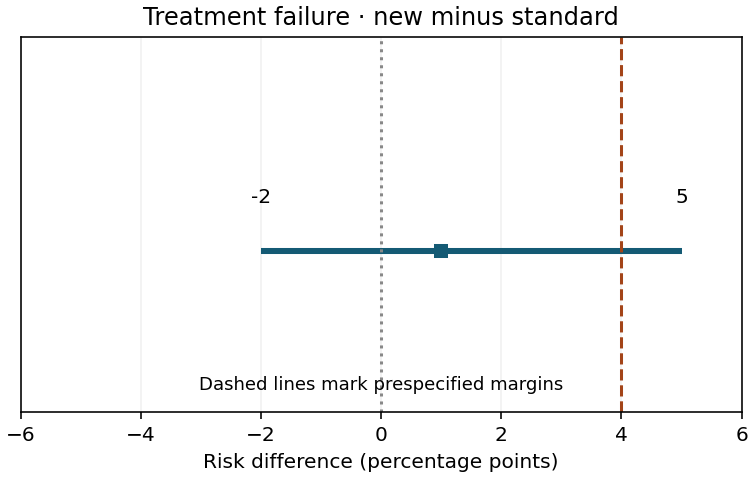 Treatment failure · new minus standard
-2
5
Dashed lines mark prespecified margins
−6 −4 −2 0 2 4 6
Risk difference (percentage points)